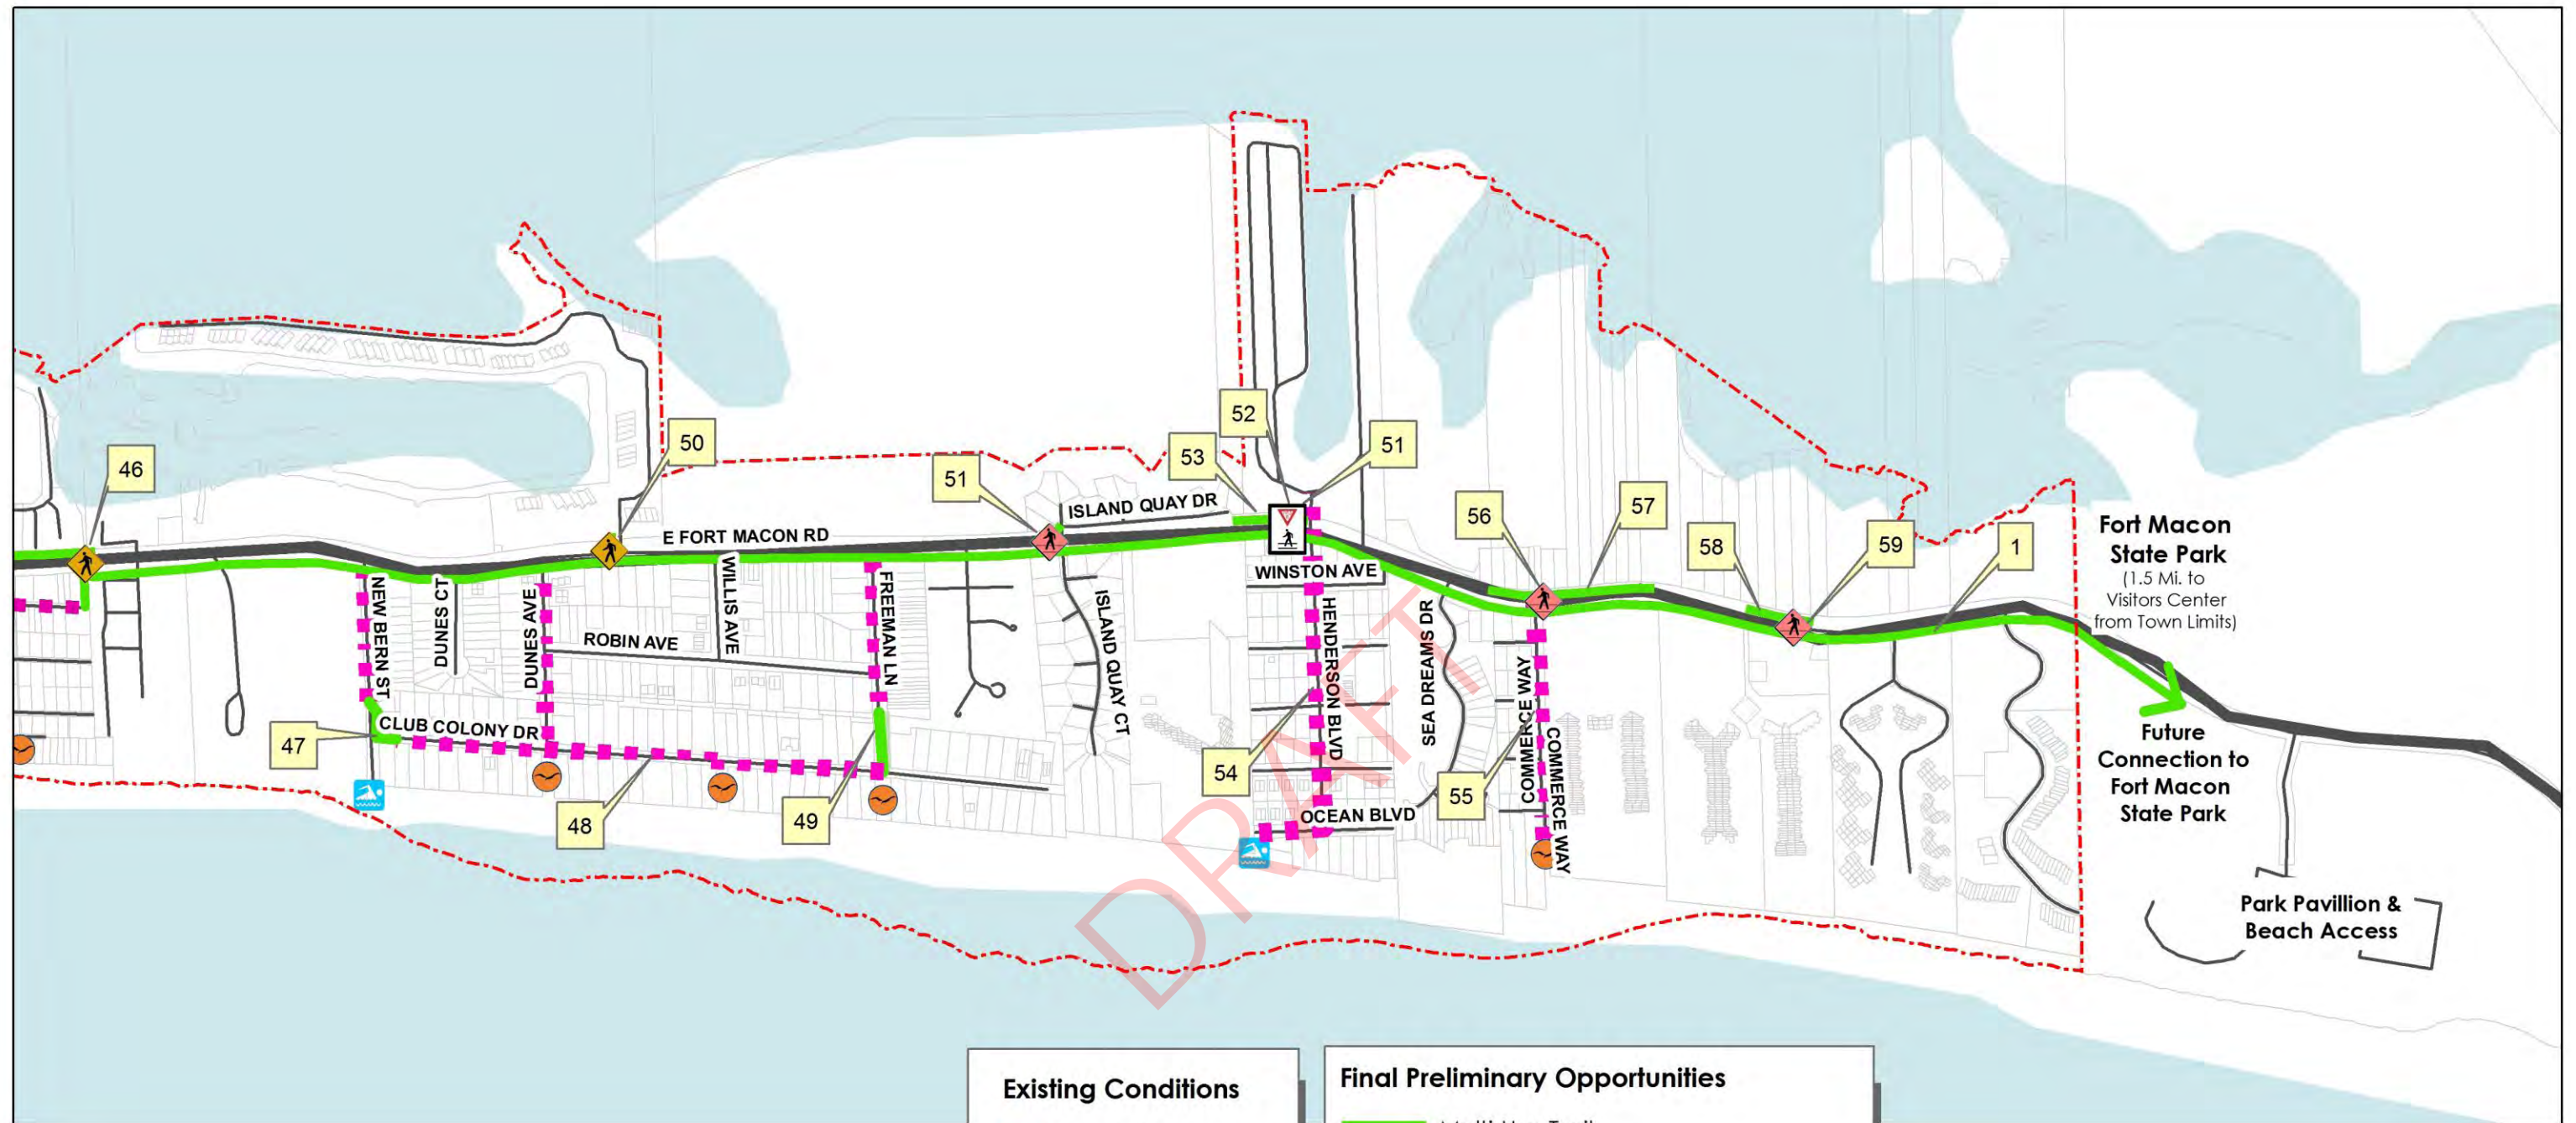 52
50
51
53
51
46
51
ISLAND QUAY DR
56
57
Fort Macon
State Park
(1.5 Mi. to
Visitors Center
from Town Limits)
E FORT MACON RD
58
59
1
WINSTON AVE
NEW BERN ST
DUNES CT
DUNES AVE
WILLIS AVE
ROBIN AVE
FREEMAN LN
ISLAND QUAY CT
HENDERSON BLVD
SEA DREAMS DR
COMMERCE WAY
COMMERCE WAY
CLUB COLONY DR
47
48
49
54
55
OCEAN BLVD
Future
Connection to
Fort Macon
State Park
Park Pavillion &
Beach Access
DRAFT
Existing Conditions
Final Preliminary Opportunities